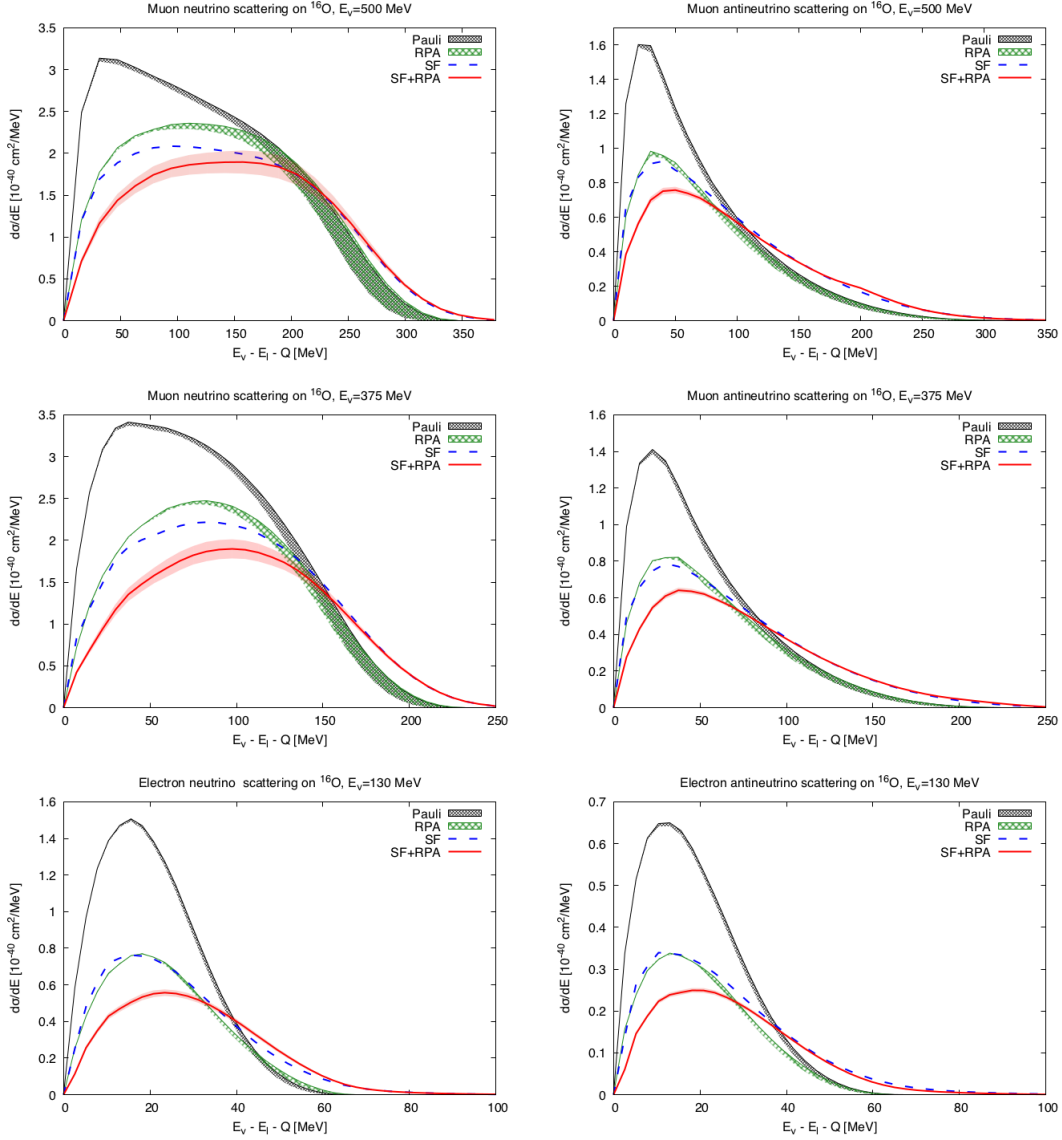 Muon neutrino scattering on ¹⁶O, Eν=500 MeV
Pauli
RPA
SF
SF+RPA
dσ/dE [10⁻⁴⁰ cm²/MeV]
3.5
3
2.5
2
1.5
1
0.5
0
0 50 100 150 200 250 300 350
Eν - El - Q [MeV]
Muon antineutrino scattering on ¹⁶O, Eν=500 MeV
Pauli
RPA
SF
SF+RPA
dσ/dE [10⁻⁴⁰ cm²/MeV]
1.6
1.4
1.2
1
0.8
0.6
0.4
0.2
0
0 50 100 150 200 250 300 350
Eν - El - Q [MeV]
Muon neutrino scattering on ¹⁶O, Eν=375 MeV
Pauli
RPA
SF
SF+RPA
dσ/dE [10⁻⁴⁰ cm²/MeV]
3.5
3
2.5
2
1.5
1
0.5
0
0 50 100 150 200 250
Eν - El - Q [MeV]
Muon antineutrino scattering on ¹⁶O, Eν=375 MeV
Pauli
RPA
SF
SF+RPA
dσ/dE [10⁻⁴⁰ cm²/MeV]
1.6
1.4
1.2
1
0.8
0.6
0.4
0.2
0
0 50 100 150 200 250
Eν - El - Q [MeV]
Electron neutrino scattering on ¹⁶O, Eν=130 MeV
Pauli
RPA
SF
SF+RPA
dσ/dE [10⁻⁴⁰ cm²/MeV]
1.6
1.4
1.2
1
0.8
0.6
0.4
0.2
0
0 20 40 60 80 100
Eν - El - Q [MeV]
Electron antineutrino scattering on ¹⁶O, Eν=130 MeV
Pauli
RPA
SF
SF+RPA
dσ/dE [10⁻⁴⁰ cm²/MeV]
0.7
0.6
0.5
0.4
0.3
0.2
0.1
0
0 20 40 60 80 100
Eν - El - Q [MeV]